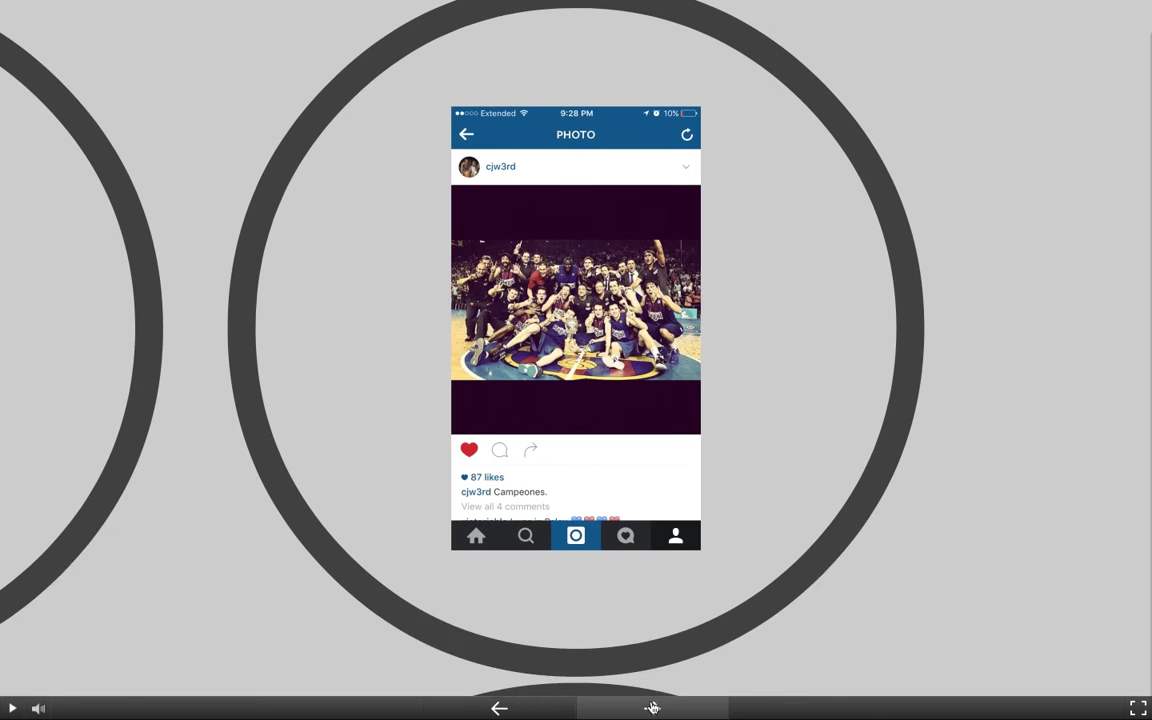 Extended 9:28 PM 10%
PHOTO
cjw3rd
87 likes
cjw3rd Campeones.
View all 4 comments